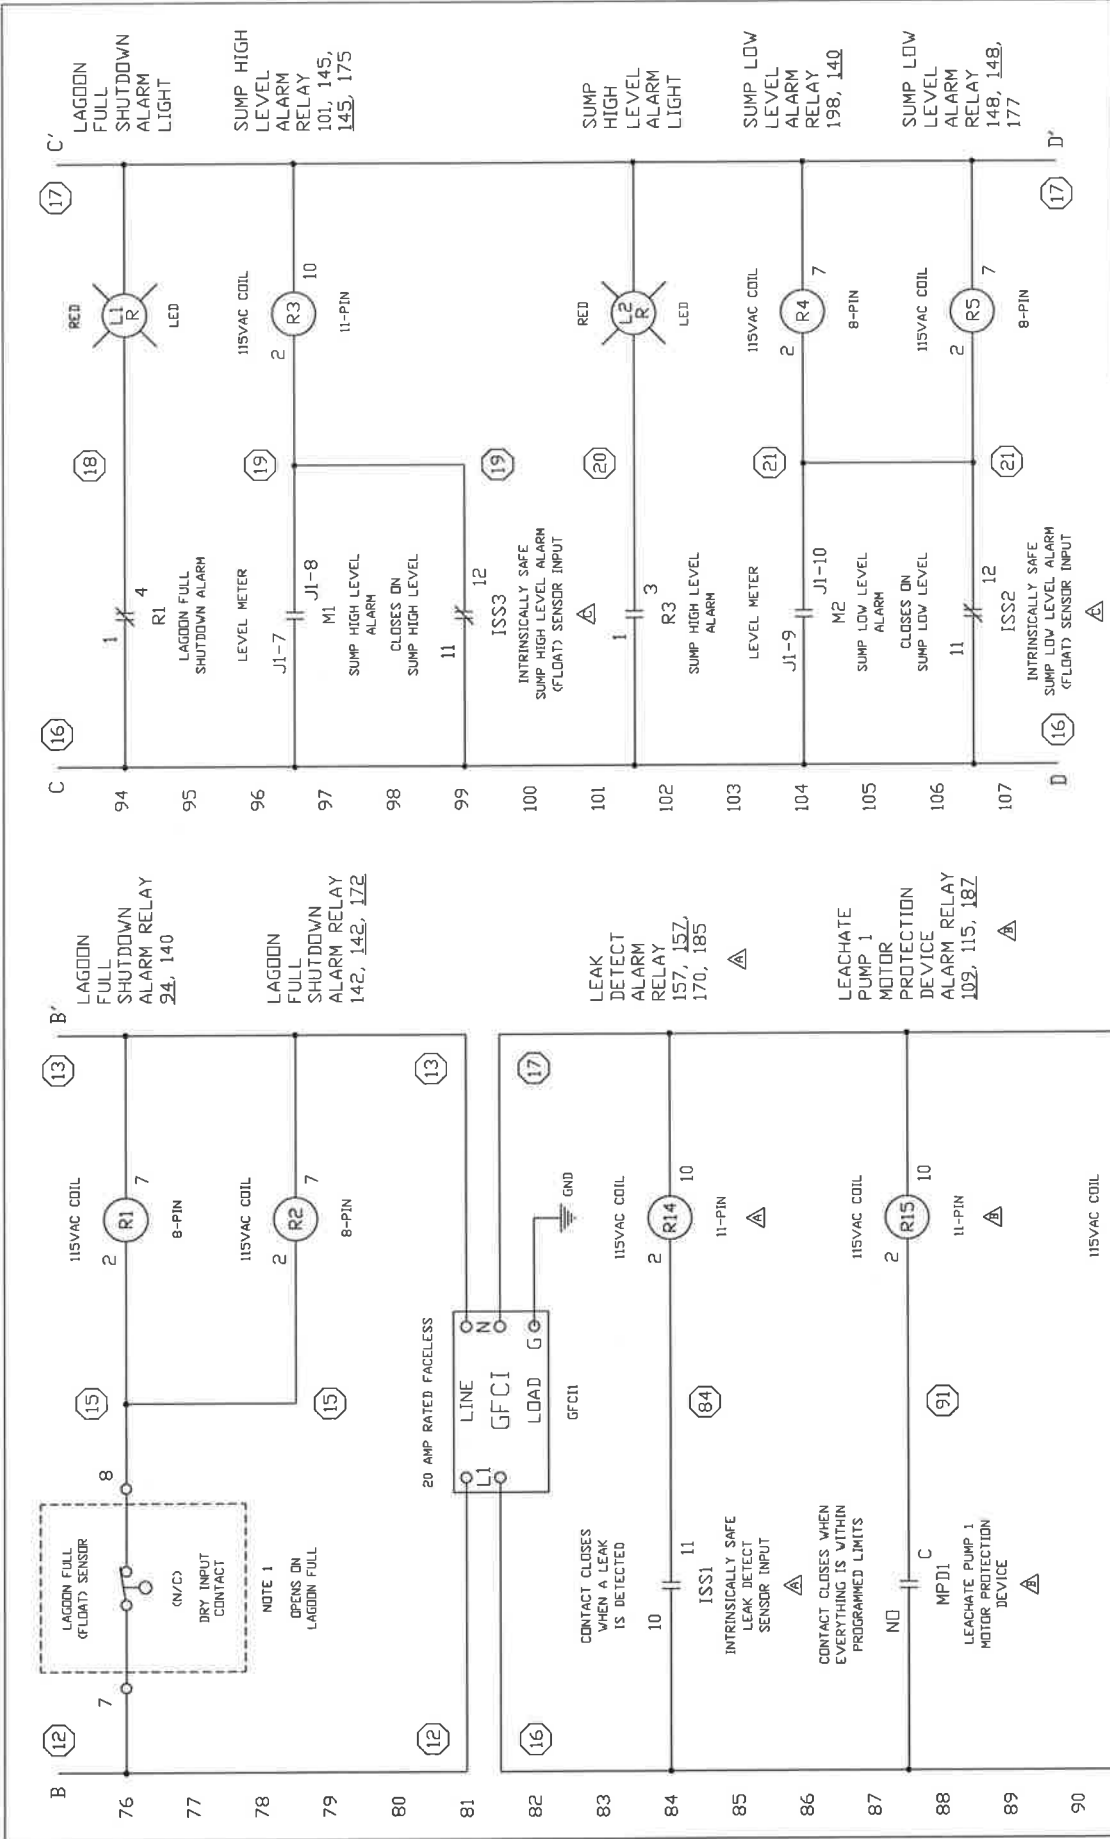 B
12
B'
13
76
7
8
LAGOON FULL
(FLOAT) SENSOR
(N/C)
DRY INPUT
CONTACT
NOTE 1
OPENS ON
LAGOON FULL
15
115VAC COIL
2
R1
7
8-PIN
LAGOON
FULL
SHUTDOWN
ALARM RELAY
94, 140
77
78
15
115VAC COIL
2
R2
7
8-PIN
LAGOON
FULL
SHUTDOWN
ALARM RELAY
142, 142, 172
79
80
81
12
20 AMP RATED FACELESS
LINE
L1
GFCI
N
LOAD
G
GFCI1
GND
13
82
16
17
83
CONTACT CLOSES
WHEN A LEAK
IS DETECTED
84
10
11
ISS1
INTRINSICALLY SAFE
LEAK DETECT
SENSOR INPUT
A
84
115VAC COIL
2
R14
10
11-PIN
A
LEAK
DETECT
ALARM
RELAY
157, 157,
170, 185
A
85
86
87
CONTACT CLOSES WHEN
EVERYTHING IS WITHIN
PROGRAMMED LIMITS
NO
C
MPD1
LEACHATE PUMP 1
MOTOR PROTECTION
DEVICE
B
91
115VAC COIL
2
R15
10
11-PIN
B
LEACHATE
PUMP 1
MOTOR
PROTECTION
DEVICE
ALARM RELAY
109, 115, 187
B
88
89
90
115VAC COIL
C
16
C'
17
94
1
4
R1
LAGOON FULL
SHUTDOWN ALARM
18
RED
L1
R
LED
LAGOON
FULL
SHUTDOWN
ALARM
LIGHT
95
96
LEVEL METER
J1-7
J1-8
M1
SUMP HIGH LEVEL
ALARM
CLOSES ON
SUMP HIGH LEVEL
19
115VAC COIL
2
R3
10
11-PIN
SUMP HIGH
LEVEL
ALARM
RELAY
101, 145,
145, 175
97
98
99
11
12
ISS3
INTRINSICALLY SAFE
SUMP HIGH LEVEL ALARM
(FLOAT) SENSOR INPUT
C
19
100
101
1
3
R3
SUMP HIGH LEVEL
ALARM
20
RED
L2
R
LED
SUMP
HIGH
LEVEL
ALARM
LIGHT
102
103
LEVEL METER
104
J1-9
J1-10
M2
SUMP LOW LEVEL
ALARM
CLOSES ON
SUMP LOW LEVEL
21
115VAC COIL
2
R4
7
8-PIN
SUMP LOW
LEVEL
ALARM
RELAY
198, 140
105
106
11
12
ISS2
INTRINSICALLY SAFE
SUMP LOW LEVEL ALARM
(FLOAT) SENSOR INPUT
C
21
115VAC COIL
2
R5
7
8-PIN
SUMP LOW
LEVEL
ALARM
RELAY
148, 148,
177
107
D
16
D'
17